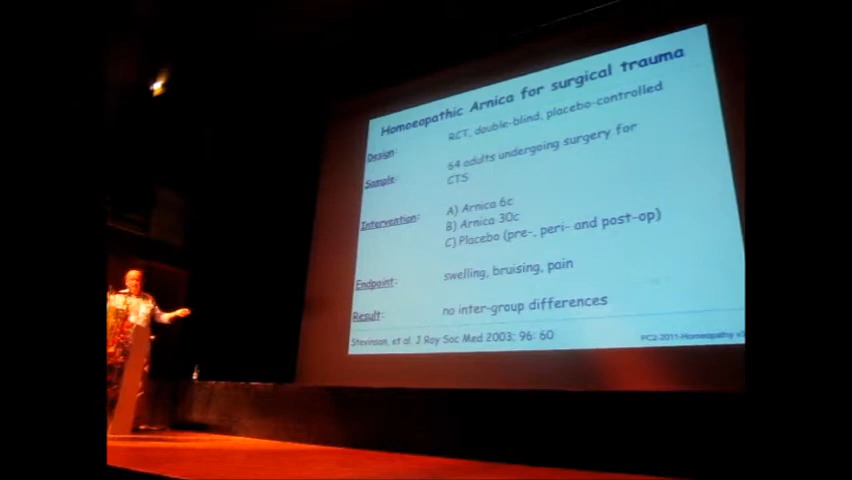 Homoeopathic Arnica for surgical trauma
Design: RCT, double-blind, placebo-controlled
Sample: 64 adults undergoing surgery for
CTS
Intervention: A) Arnica 6c
B) Arnica 30c
C) Placebo (pre-, peri- and post-op)
Endpoint: swelling, bruising, pain
Result: no inter-group differences
Stevinson, et al. J Roy Soc Med 2003; 96: 60
PC2-2011-Homeopathy v3